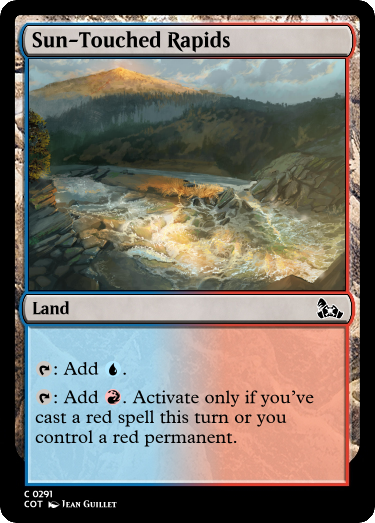 Sun-Touched Rapids
Land
: Add .
: Add . Activate only if you've
cast a red spell this turn or you
control a red permanent.
C 0291
COT Jean Guillet